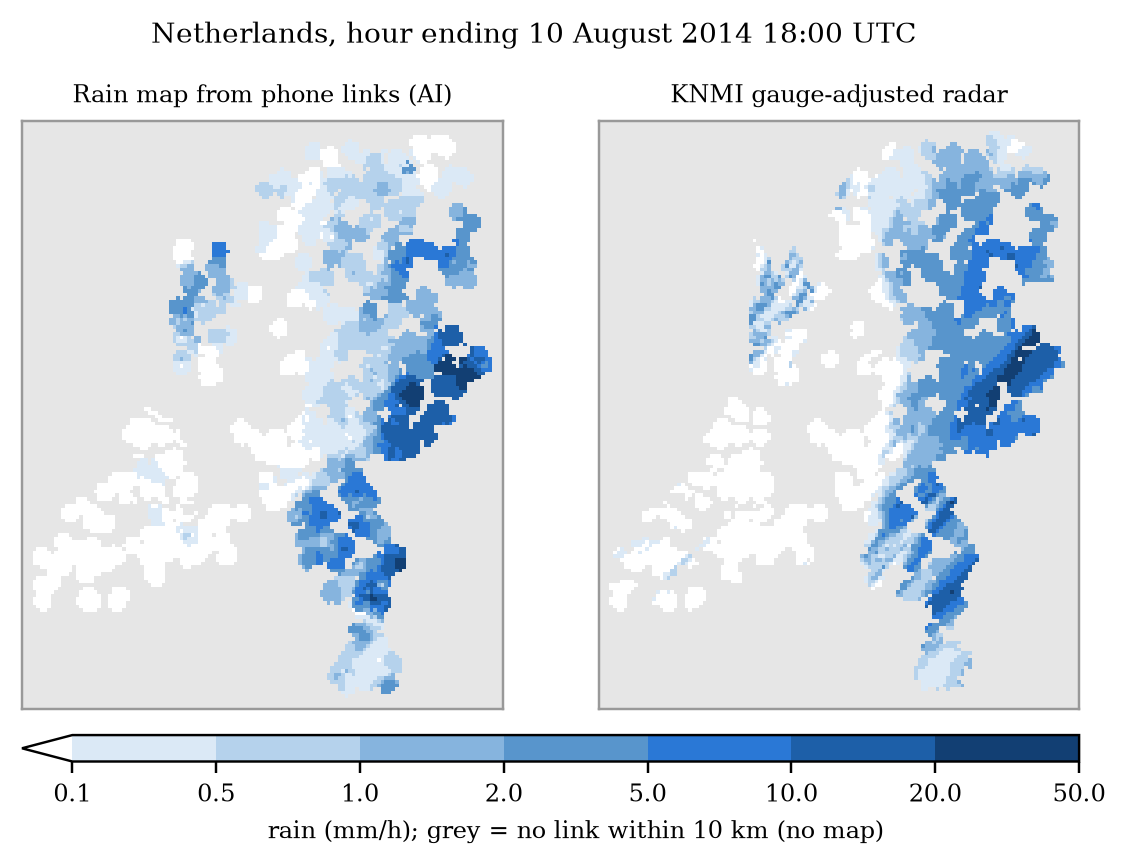 Netherlands, hour ending 10 August 2014 18:00 UTC
Rain map from phone links (AI)
KNMI gauge-adjusted radar
0.1 0.5 1.0 2.0 5.0 10.0 20.0 50.0
rain (mm/h); grey = no link within 10 km (no map)